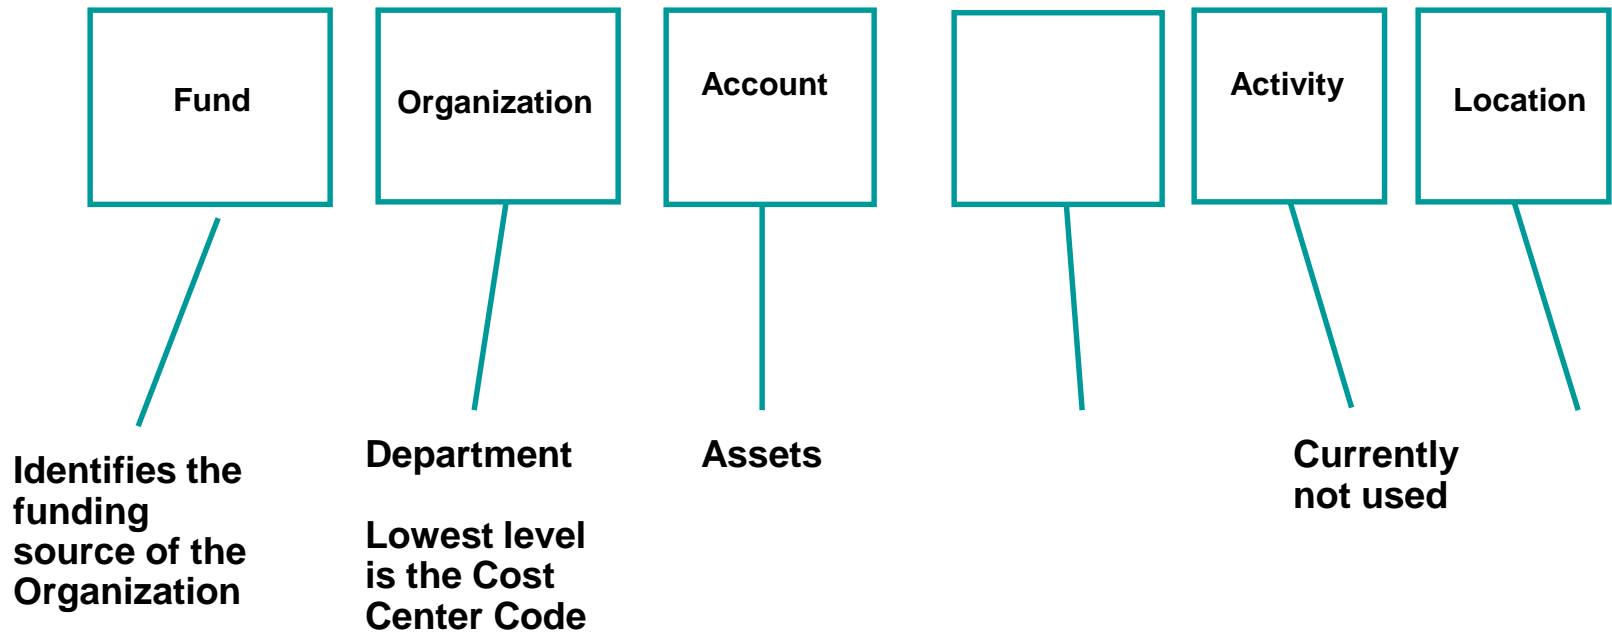 Fund
Organization
Account
Activity
Location
Identifies the
funding
source of the
Organization
Department
Lowest level
is the Cost
Center Code
Assets
Currently
not used